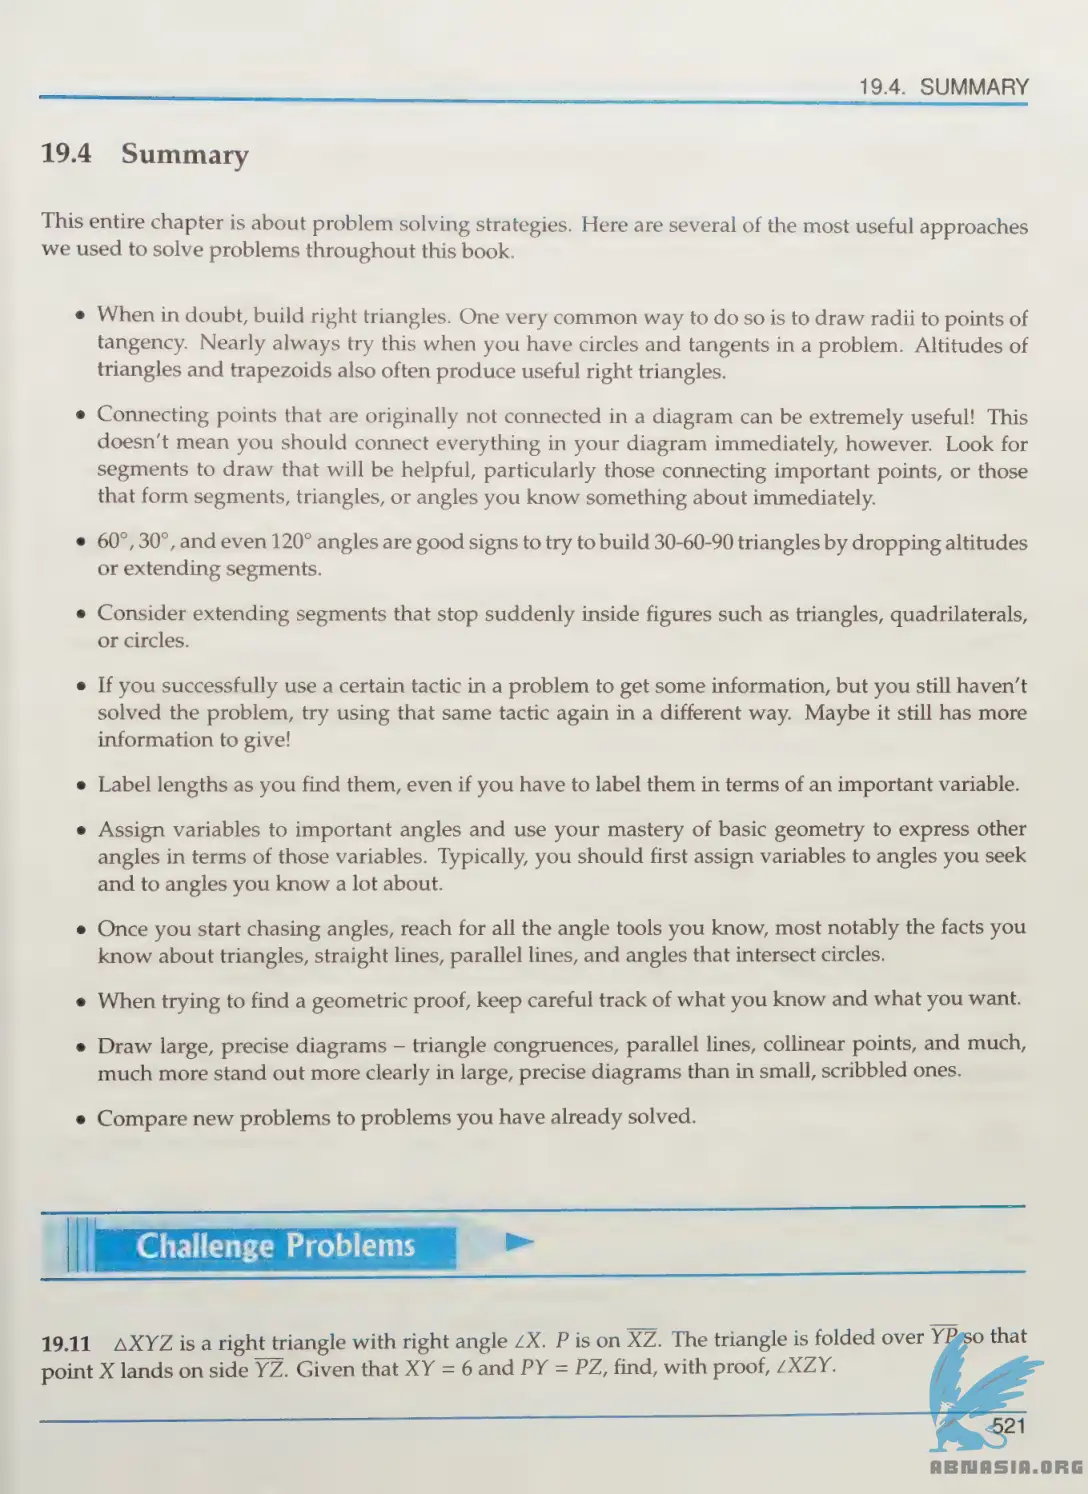 19.4. SUMMARY
19.4 Summary
This entire chapter is about problem solving strategies. Here are several of the most useful approaches
we used to solve problems throughout this book.
• When in doubt, build right triangles. One very common way to do so is to draw radii to points of
tangency. Nearly always try this when you have circles and tangents in a problem. Altitudes of
triangles and trapezoids also often produce useful right triangles.
• Connecting points that are originally not connected in a diagram can be extremely useful! This
doesn't mean you should connect everything in your diagram immediately, however. Look for
segments to draw that will be helpful, particularly those connecting important points, or those
that form segments, triangles, or angles you know something about immediately.
• 60°, 30°, and even 120° angles are good signs to try to build 30-60-90 triangles by dropping altitudes
or extending segments.
• Consider extending segments that stop suddenly inside figures such as triangles, quadrilaterals,
or circles.
• If you successfully use a certain tactic in a problem to get some information, but you still haven't
solved the problem, try using that same tactic again in a different way. Maybe it still has more
information to give!
• Label lengths as you find them, even if you have to label them in terms of an important variable.
• Assign variables to important angles and use your mastery of basic geometry to express other
angles in terms of those variables. Typically, you should first assign variables to angles you seek
and to angles you know a lot about.
• Once you start chasing angles, reach for all the angle tools you know, most notably the facts you
know about triangles, straight lines, parallel lines, and angles that intersect circles.
• When trying to find a geometric proof, keep careful track of what you know and what you want.
• Draw large, precise diagrams – triangle congruences, parallel lines, collinear points, and much,
much more stand out more clearly in large, precise diagrams than in small, scribbled ones.
• Compare new problems to problems you have already solved.
Challenge Problems
19.11 △XYZ is a right triangle with right angle ∠X. P is on X̅Z̅. The triangle is folded over Y̅P̅ so that
point X lands on side Y̅Z̅. Given that XY = 6 and PY = PZ, find, with proof, ∠XZY.
521
ABNASIA.ORG